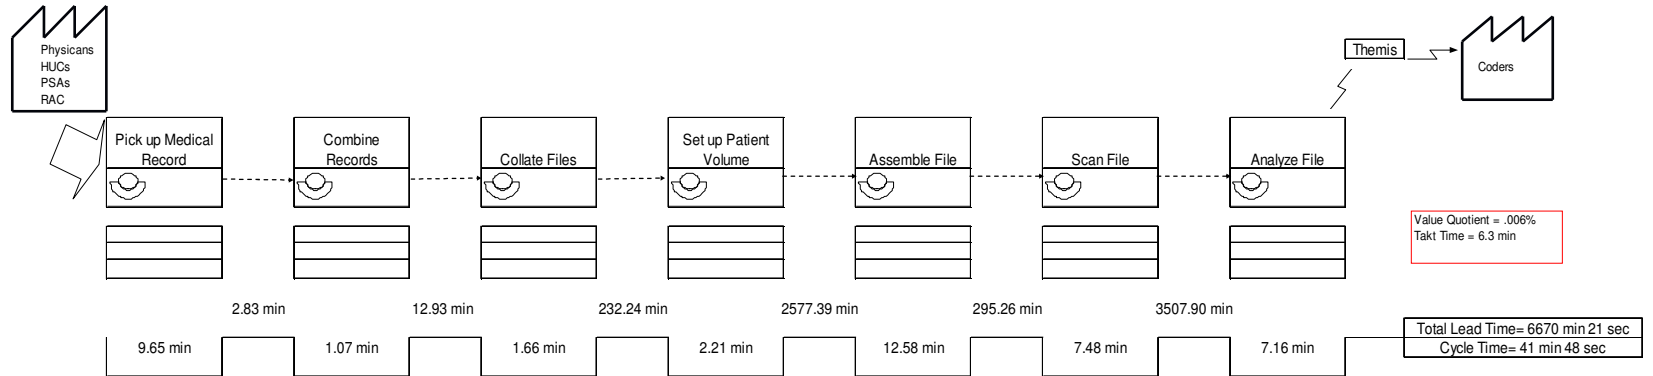 Physicans
HUCs
PSAs
RAC
Themis
Coders
Pick up Medical
Record
Combine
Records
Collate Files
Set up Patient
Volume
Assemble File
Scan File
Analyze File
Value Quotient = .006%
Takt Time = 6.3 min
2.83 min
12.93 min
232.24 min
2577.39 min
295.26 min
3507.90 min
9.65 min
1.07 min
1.66 min
2.21 min
12.58 min
7.48 min
7.16 min
Total Lead Time= 6670 min 21 sec
Cycle Time= 41 min 48 sec